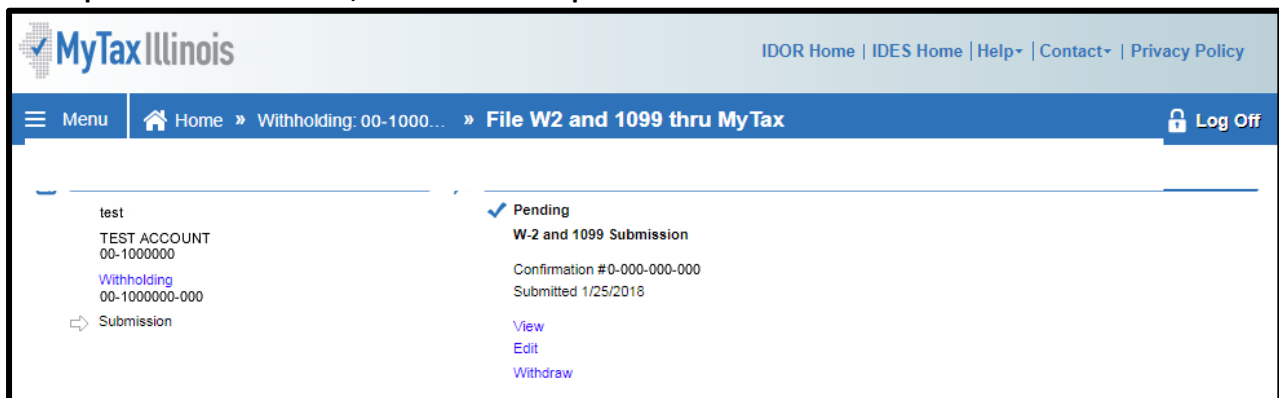 MyTax Illinois
IDOR Home | IDES Home | Help | Contact | Privacy Policy
Menu Home » Withholding: 00-1000... » File W2 and 1099 thru MyTax Log Off
test
TEST ACCOUNT
00-1000000
Withholding
00-1000000-000
Submission
Pending
W-2 and 1099 Submission
Confirmation #0-000-000-000
Submitted 1/25/2018
View
Edit
Withdraw